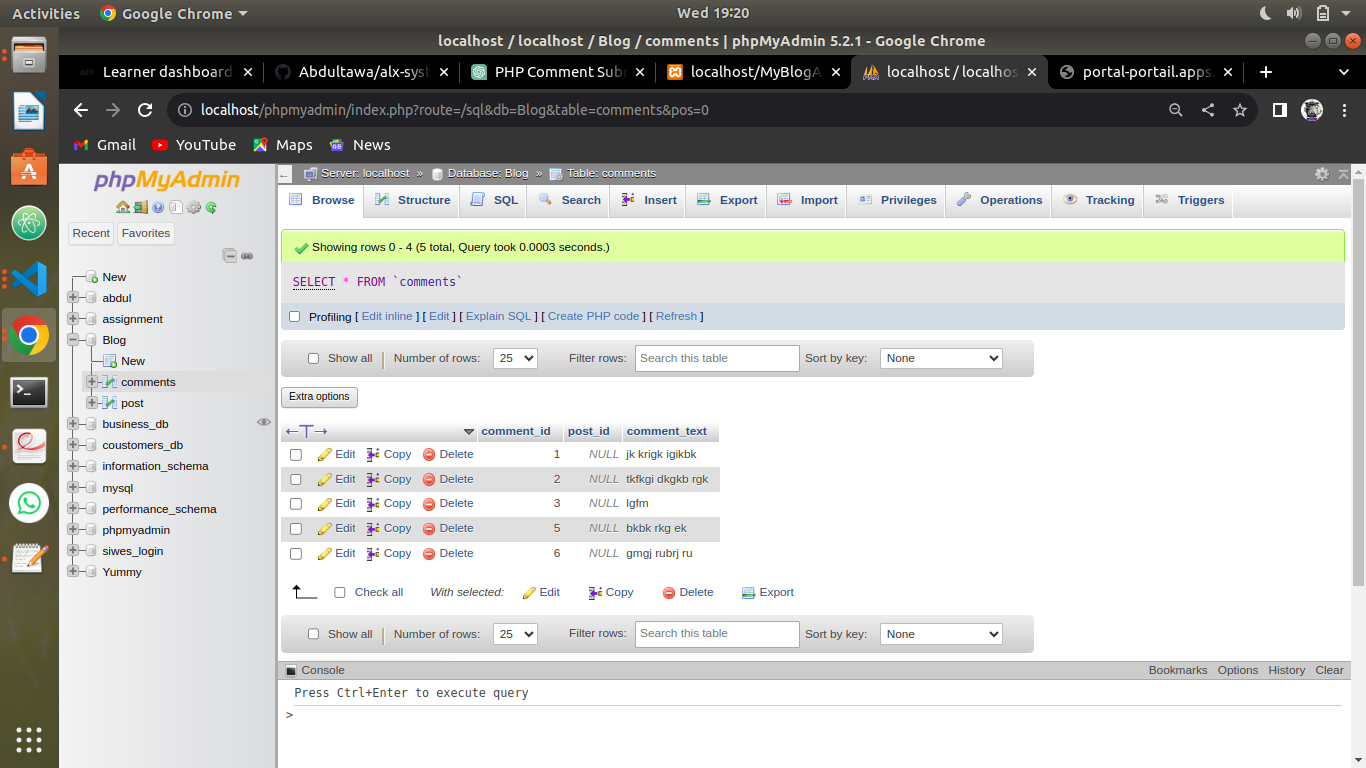 Activities Google Chrome Wed 19:20
localhost / localhost / Blog / comments | phpMyAdmin 5.2.1 - Google Chrome
Learner dashboard Abdultawa/alx-syst PHP Comment Subm localhost/MyBlogA localhost / localhos portal-portail.apps.
localhost/phpmyadmin/index.php?route=/sql&db=Blog&table=comments&pos=0
Gmail YouTube Maps News
phpMyAdmin
Recent Favorites
New
abdul
assignment
Blog
New
comments
post
business_db
coustomers_db
information_schema
mysql
performance_schema
phpmyadmin
siwes_login
Yummy
Server: localhost » Database: Blog » Table: comments
Browse Structure SQL Search Insert Export Import Privileges Operations Tracking Triggers
Showing rows 0 - 4 (5 total, Query took 0.0003 seconds.)
SELECT * FROM `comments`
Profiling [ Edit inline ] [ Edit ] [ Explain SQL ] [ Create PHP code ] [ Refresh ]
Show all Number of rows: 25 Filter rows: Search this table Sort by key: None
Extra options
←T→ comment_id post_id comment_text
Edit Copy Delete 1 NULL jk krigk igikbk
Edit Copy Delete 2 NULL tkfkgi dkgkb rgk
Edit Copy Delete 3 NULL lgfm
Edit Copy Delete 5 NULL bkbk rkg ek
Edit Copy Delete 6 NULL gmgj rubrj ru
Check all With selected: Edit Copy Delete Export
Show all Number of rows: 25 Filter rows: Search this table Sort by key: None
Console Bookmarks Options History Clear
Press Ctrl+Enter to execute query
>